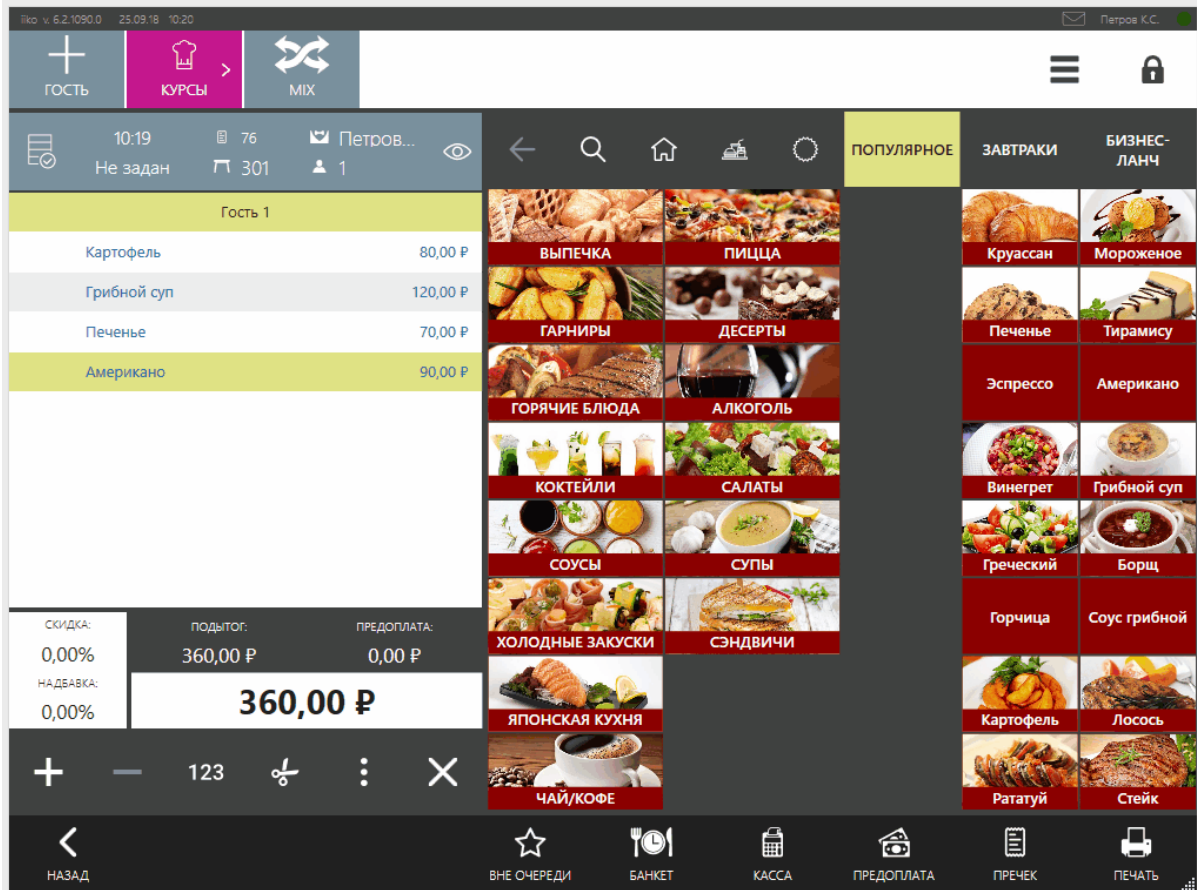 iiko v. 6.2.1090.0 25.09.18 10:20 Петров К.С.
ГОСТЬ КУРСЫ MIX
10:19 76 Петров...
Не задан 301 1
ПОПУЛЯРНОЕ ЗАВТРАКИ БИЗНЕС-
ЛАНЧ
Гость 1
Картофель 80,00 ₽
Грибной суп 120,00 ₽
Печенье 70,00 ₽
Американо 90,00 ₽
СКИДКА: ПОДЫТОГ: ПРЕДОПЛАТА:
0,00% 360,00 ₽ 0,00 ₽
НАДБАВКА:
0,00% 360,00 ₽
123
ВЫПЕЧКА ПИЦЦА Круассан Мороженое
ГАРНИРЫ ДЕСЕРТЫ Печенье Тирамису
ГОРЯЧИЕ БЛЮДА АЛКОГОЛЬ Эспрессо Американо
КОКТЕЙЛИ САЛАТЫ Винегрет Грибной суп
СОУСЫ СУПЫ Греческий Борщ
ХОЛОДНЫЕ ЗАКУСКИ СЭНДВИЧИ Горчица Соус грибной
ЯПОНСКАЯ КУХНЯ Картофель Лосось
ЧАЙ/КОФЕ Рататуй Стейк
НАЗАД ВНЕ ОЧЕРЕДИ БАНКЕТ КАССА ПРЕДОПЛАТА ПРЕЧЕК ПЕЧАТЬ